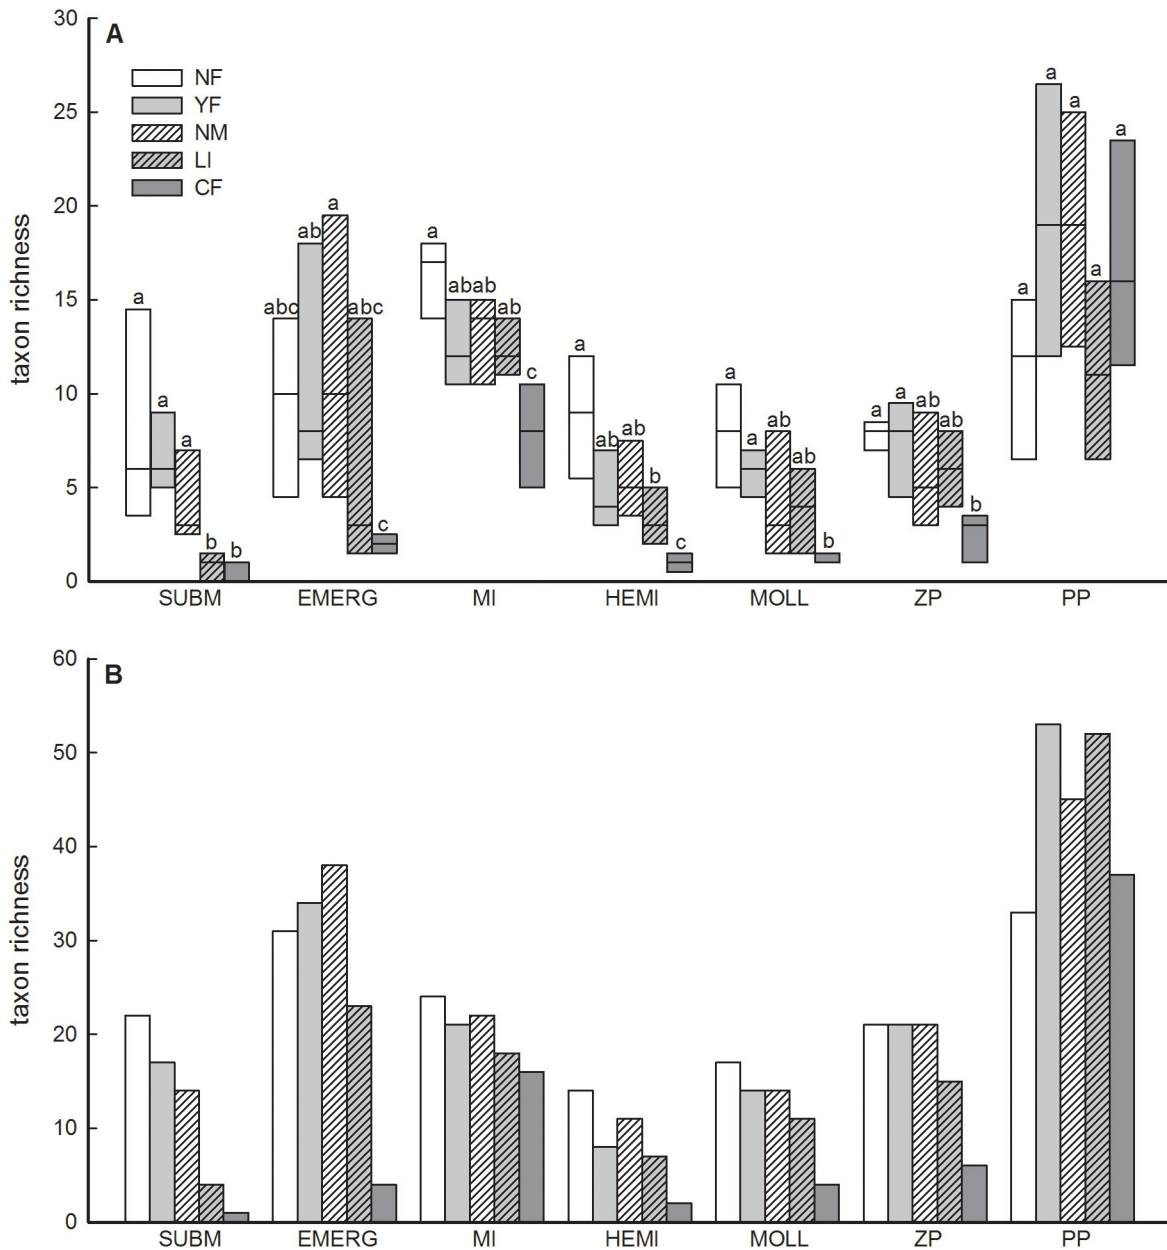 A
30
25
20
15
10
5
0
taxon richness
NF
YF
NM
LI
CF
a a a b b
abc ab a abc c
a ab ab ab c
a ab ab b c
a a ab ab b
a a ab ab b
a a a a a
SUBM EMERG MI HEMI MOLL ZP PP
B
60
50
40
30
20
10
0
taxon richness
SUBM EMERG MI HEMI MOLL ZP PP